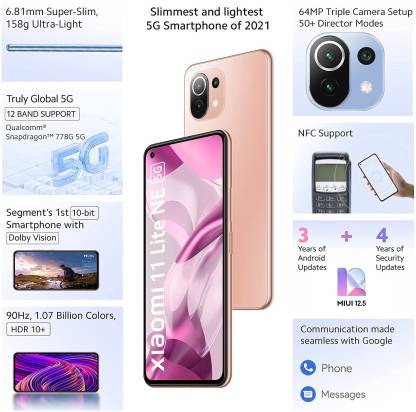 6.81mm Super-Slim,
158g Ultra-Light
Truly Global 5G
12 BAND SUPPORT
Qualcomm®
Snapdragon™ 778G 5G
5G
Segment's 1st 10-bit
Smartphone with
Dolby Vision
90Hz, 1.07 Billion Colors,
HDR 10+
Slimmest and lightest
5G Smartphone of 2021
xiaomi 11 Lite NE 5G
64MP Triple Camera Setup
50+ Director Modes
NFC Support
3 + 4
Years of Android Updates
Years of Security Updates
MIUI 12.5
Communication made
seamless with Google
Phone
Messages